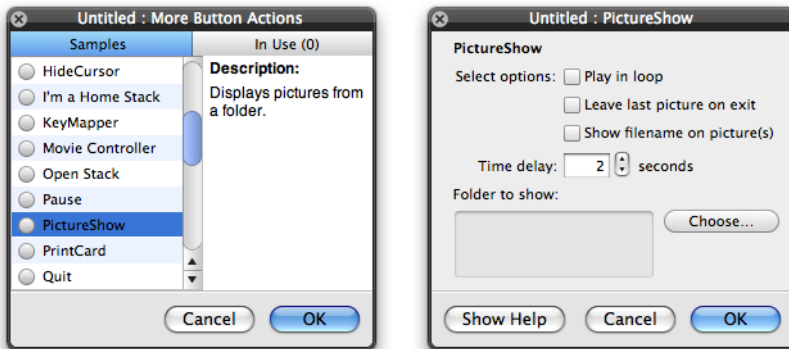 Untitled : More Button Actions
Samples
In Use (0)
HideCursor
I'm a Home Stack
KeyMapper
Movie Controller
Open Stack
Pause
PictureShow
PrintCard
Quit
Description:
Displays pictures from
a folder.
Cancel
OK
Untitled : PictureShow
PictureShow
Select options:
Play in loop
Leave last picture on exit
Show filename on picture(s)
Time delay: 2 seconds
Folder to show:
Choose...
Show Help
Cancel
OK